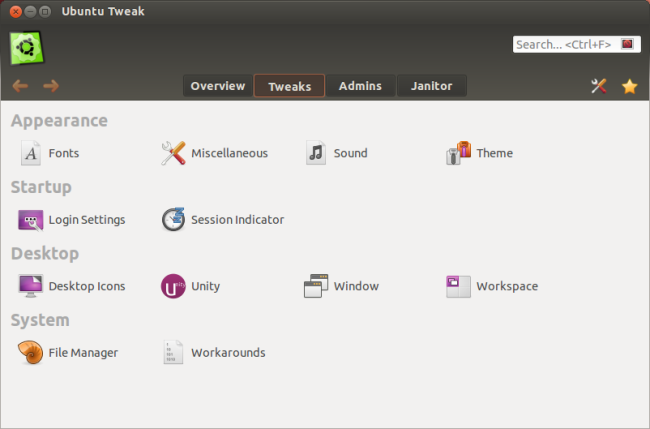 Ubuntu Tweak
Search... <Ctrl+F>
Overview Tweaks Admins Janitor
Appearance
Fonts Miscellaneous Sound Theme
Startup
Login Settings Session Indicator
Desktop
Desktop Icons Unity Window Workspace
System
File Manager Workarounds